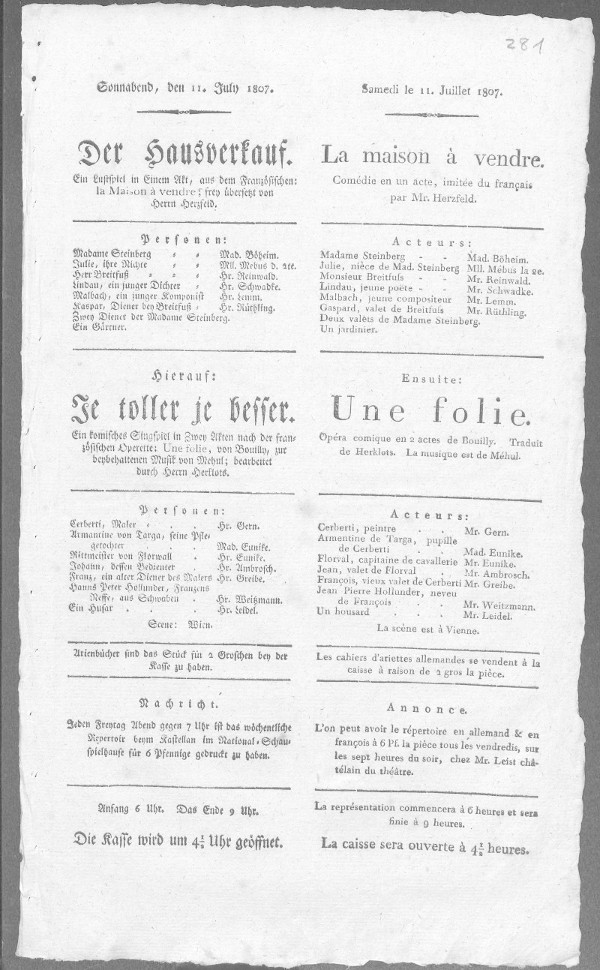 281
Sonnabend, den 11. July 1807.
Der Hausverkauf.
Ein Lustspiel in Einem Akt, aus dem Französischen:
la Maison à vendre; frey übersetzt von
Herrn Herzfeld.
Personen:
Madame Steinberg „ „ Mad. Böheim.
Julie, ihre Nichte „ „ Mll. Mebus d. 2te.
Herr Breitfuß „ „ „ Hr. Reinwald.
Lindau, ein junger Dichter „ Hr. Schwadke.
Malbach, ein junger Komponist Hr. Lemm.
Kaspar, Diener des Breitfuß „ Hr. Rüthling.
Zwey Diener der Madame Steinberg.
Ein Gärtner.
Hierauf:
Je toller je besser.
Ein komisches Singspiel in Zwey Akten nach der fran-
zösischen Operette: Une folie, von Bouilly, zur
beybehaltenen Musik von Mehul; bearbeitet
durch Herrn Herklots.
Personen:
Cerberti, Maler „ . . Hr. Gern.
Armantine von Targa, seine Pfle-
getochter . . Mad. Eunike.
Rittmeister von Florwall . Hr. Eunike.
Johann, dessen Bedienter . Hr. Ambrosch.
Franz, ein alter Diener des Malers Hr. Greibe.
Hanns Peter Hollunder, Franzens
Neffe, aus Schwaben . Hr. Weitzmann.
Ein Husar . . . Hr. Leidel.
Scene: Wien.
Arienbücher sind das Stück für 2 Groschen bey der
Kasse zu haben.
Nachricht.
Jeden Freytag Abend gegen 7 Uhr ist das wöchentliche
Repertoir beym Kastellan im National-Schau-
spielhause für 6 Pfennige gedruckt zu haben.
Anfang 6 Uhr. Das Ende 9 Uhr.
Die Kasse wird um 4½ Uhr geöffnet.
Samedi le 11. Juillet 1807.
La maison à vendre.
Comédie en un acte, imitée du français
par Mr. Herzfeld.
Acteurs:
Madame Steinberg - - Mad. Böheim.
Julie, nièce de Mad. Steinberg Mll. Mébus la 2e.
Monsieur Breitfuss - - Mr. Reinwald.
Lindau, jeune poëte - - Mr. Schwadke.
Malbach, jeune compositeur Mr. Lemm.
Gaspard, valet de Breitfuss Mr. Rüthling.
Deux valêts de Madame Steinberg.
Un jardinier.
Ensuite:
Une folie.
Opéra comique en 2 actes de Bouilly. Traduit
de Herklots. La musique est de Méhul.
Acteurs:
Cerberti, peintre . . Mr. Gern.
Armentine de Targa, pupille
de Cerberti . . Mad. Eunike.
Florval, capitaine de cavallerie Mr. Eunike.
Jean, valet de Florval . Mr. Ambrosch.
François, vieux valet de Cerberti Mr. Greibe.
Jean Pierre Hollunder, neveu
de François . . Mr. Weitzmann.
Un housard . . . Mr. Leidel.
La scène est à Vienne.
Les cahiers d'ariettes allemandes se vendent à la
caisse à raison de 2 gros la pièce.
Annonce.
L'on peut avoir le répertoire en allemand & en
français à 6 Pf. la pièce tous les vendredis, sur
les sept heures du soir, chez Mr. Leist châ-
télain du théâtre.
La représentation commencera à 6 heures et sera
finie à 9 heures.
La caisse sera ouverte à 4½ heures.